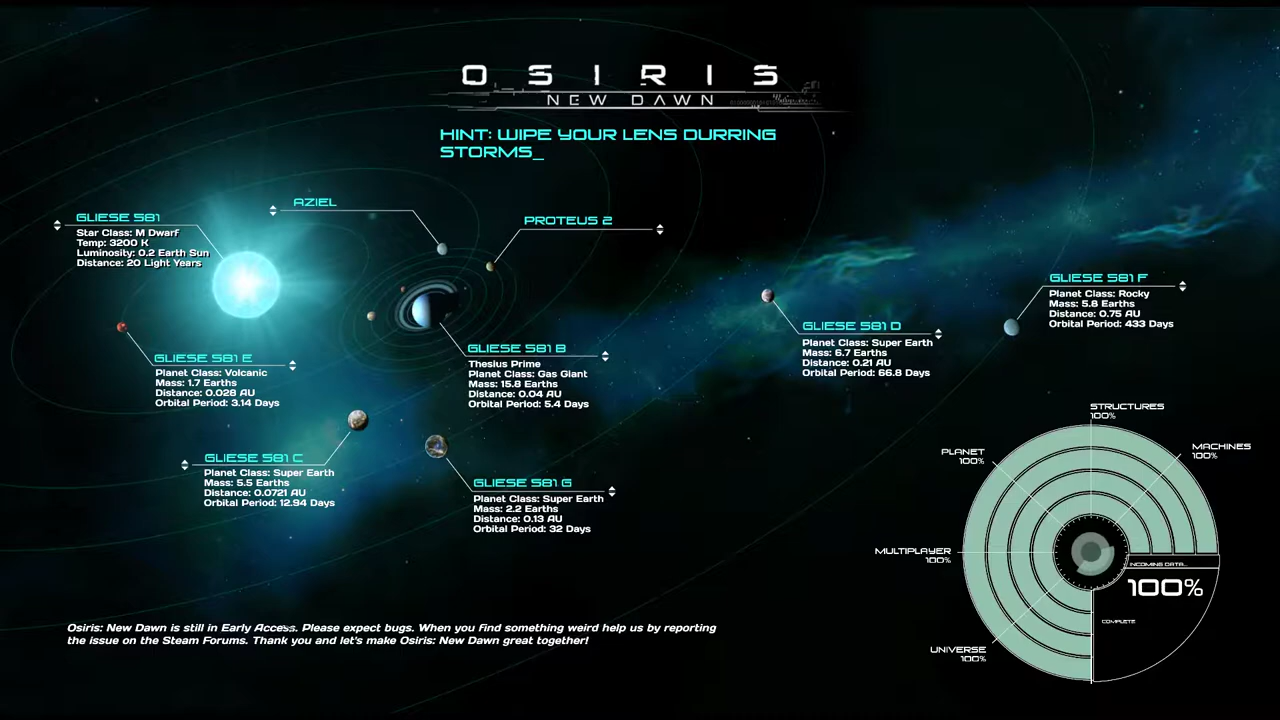 OSIRIS
NEW DAWN
HINT: WIPE YOUR LENS DURRING
STORMS_
GLIESE 581
Star Class: M Dwarf
Temp: 3200 K
Luminosity: 0.2 Earth Sun
Distance: 20 Light Years
AZIEL
PROTEUS 2
GLIESE 581 E
Planet Class: Volcanic
Mass: 1.7 Earths
Distance: 0.028 AU
Orbital Period: 3.14 Days
GLIESE 581 B
Thesius Prime
Planet Class: Gas Giant
Mass: 15.8 Earths
Distance: 0.04 AU
Orbital Period: 5.4 Days
GLIESE 581 D
Planet Class: Super Earth
Mass: 6.7 Earths
Distance: 0.21 AU
Orbital Period: 66.8 Days
GLIESE 581 F
Planet Class: Rocky
Mass: 5.8 Earths
Distance: 0.75 AU
Orbital Period: 433 Days
GLIESE 581 C
Planet Class: Super Earth
Mass: 5.5 Earths
Distance: 0.0721 AU
Orbital Period: 12.94 Days
GLIESE 581 G
Planet Class: Super Earth
Mass: 2.2 Earths
Distance: 0.13 AU
Orbital Period: 32 Days
STRUCTURES
100%
MACHINES
100%
PLANET
100%
MULTIPLAYER
100%
UNIVERSE
100%
INCOMING DATA...
100%
COMPLETE
Osiris: New Dawn is still in Early Access. Please expect bugs. When you find something weird help us by reporting
the issue on the Steam Forums. Thank you and let's make Osiris: New Dawn great together!